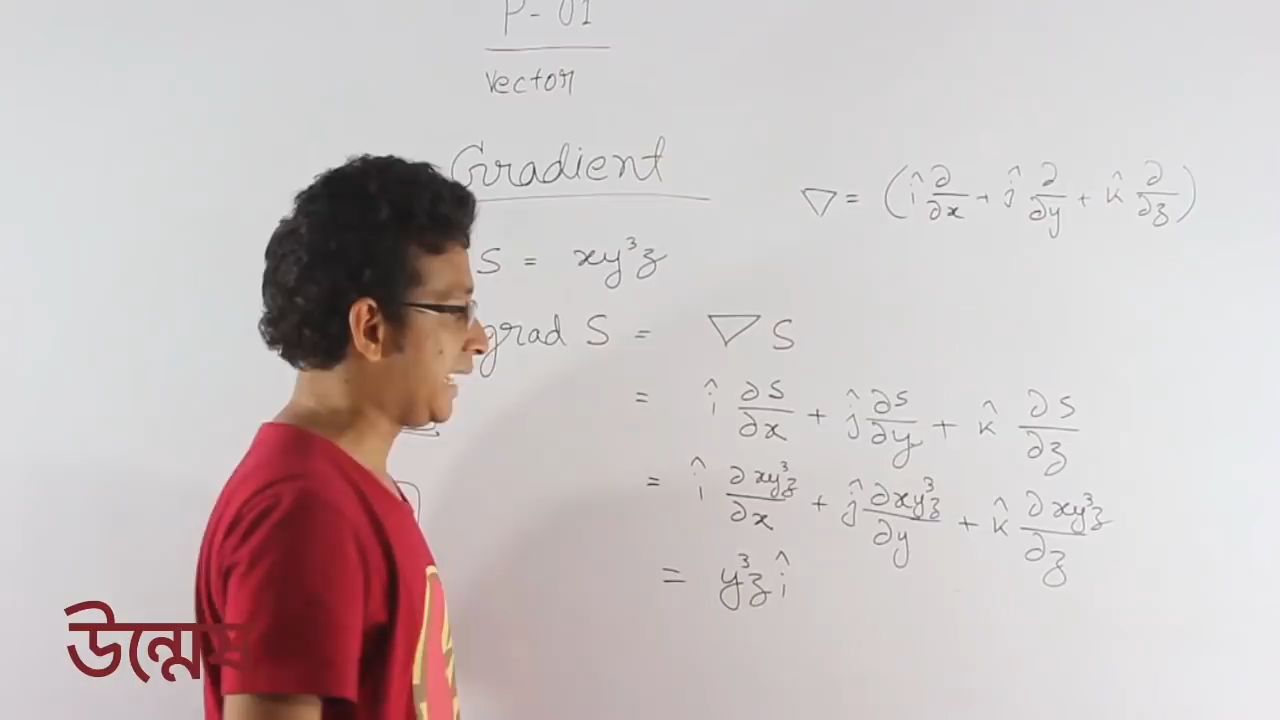 P-01
vector
Gradient
∇ = (î ∂/∂x + ĵ ∂/∂y + k̂ ∂/∂z)
S = xy³z
grad S = ∇ S
= î ∂S/∂x + ĵ ∂S/∂y + k̂ ∂S/∂z
= î ∂xy³z/∂x + ĵ ∂xy³z/∂y + k̂ ∂xy³z/∂z
= y³z î
উন্মেষ